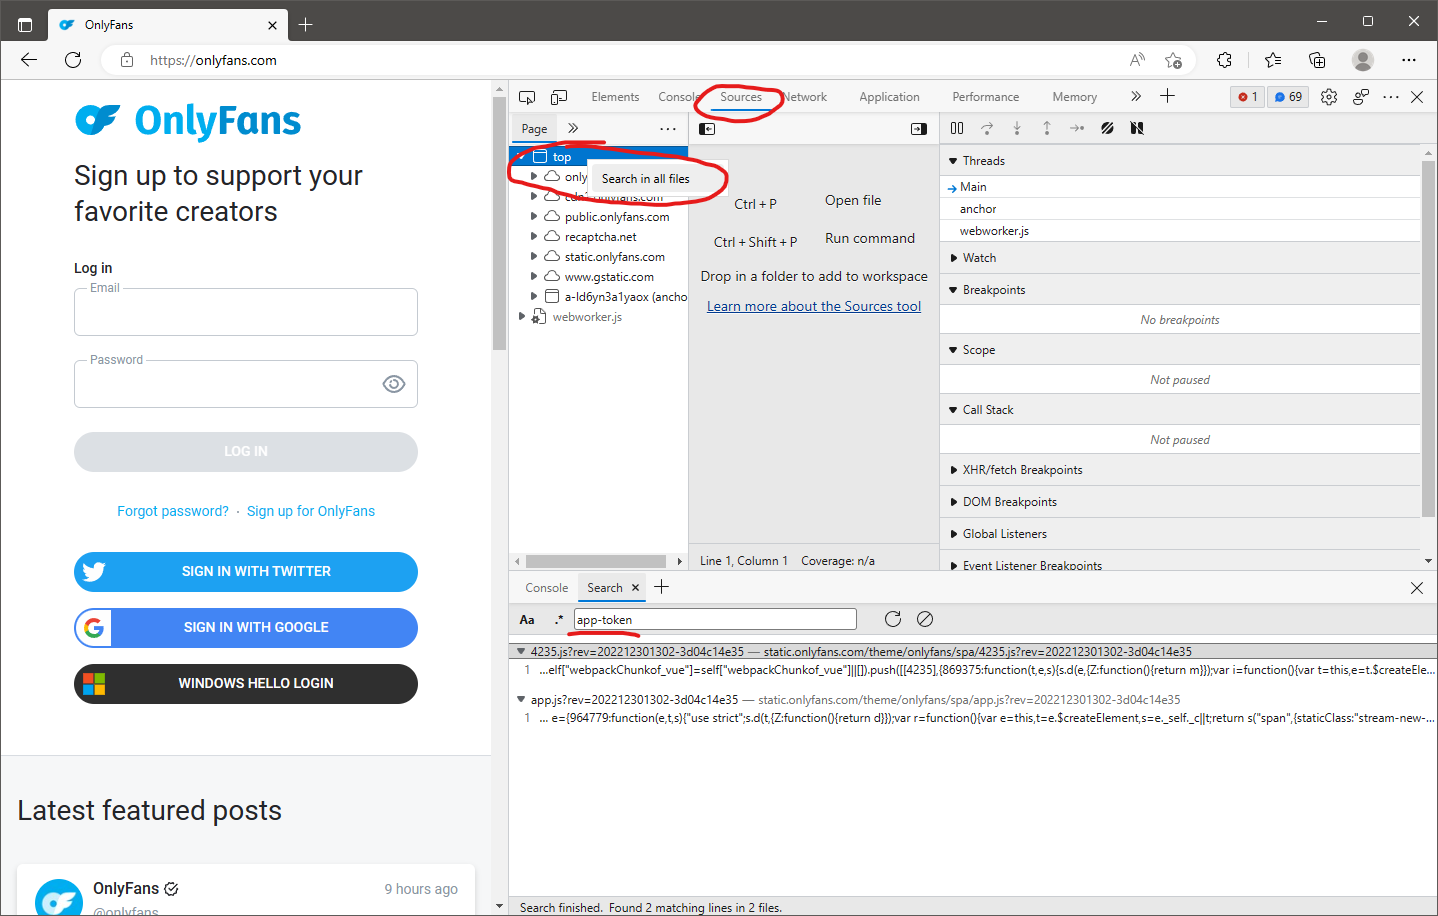 OnlyFans
https://onlyfans.com
OnlyFans
Sign up to support your
favorite creators
Log in
Email
Password
LOG IN
Forgot password? · Sign up for OnlyFans
SIGN IN WITH TWITTER
SIGN IN WITH GOOGLE
WINDOWS HELLO LOGIN
Latest featured posts
OnlyFans
9 hours ago
@onlyfans
Elements Console Sources Network Application Performance Memory
1 69
Page
top
Search in all files
only
cdn2.onlyfans.com
public.onlyfans.com
recaptcha.net
static.onlyfans.com
www.gstatic.com
a-ld6yn3a1yaox (ancho
webworker.js
Ctrl + P Open file
Ctrl + Shift + P Run command
Drop in a folder to add to workspace
Learn more about the Sources tool
Line 1, Column 1 Coverage: n/a
Threads
Main
anchor
webworker.js
Watch
Breakpoints
No breakpoints
Scope
Not paused
Call Stack
Not paused
XHR/fetch Breakpoints
DOM Breakpoints
Global Listeners
Event Listener Breakpoints
Console Search
Aa .* app-token
4235.js?rev=202212301302-3d04c14e35 — static.onlyfans.com/theme/onlyfans/spa/4235.js?rev=202212301302-3d04c14e35
1 …elf["webpackChunkof_vue"]=self["webpackChunkof_vue"]||[]).push([[4235],{869375:function(t,e,s){s.d(e,{Z:function(){return m}});var i=function(){var t=this,e=t.$createEle…
app.js?rev=202212301302-3d04c14e35 — static.onlyfans.com/theme/onlyfans/spa/app.js?rev=202212301302-3d04c14e35
1 … e={964779:function(e,t,s){"use strict";s.d(t,{Z:function(){return d}});var r=function(){var e=this,t=e.$createElement,s=e._self._c||t;return s("span",{staticClass:"stream-new-…
Search finished. Found 2 matching lines in 2 files.